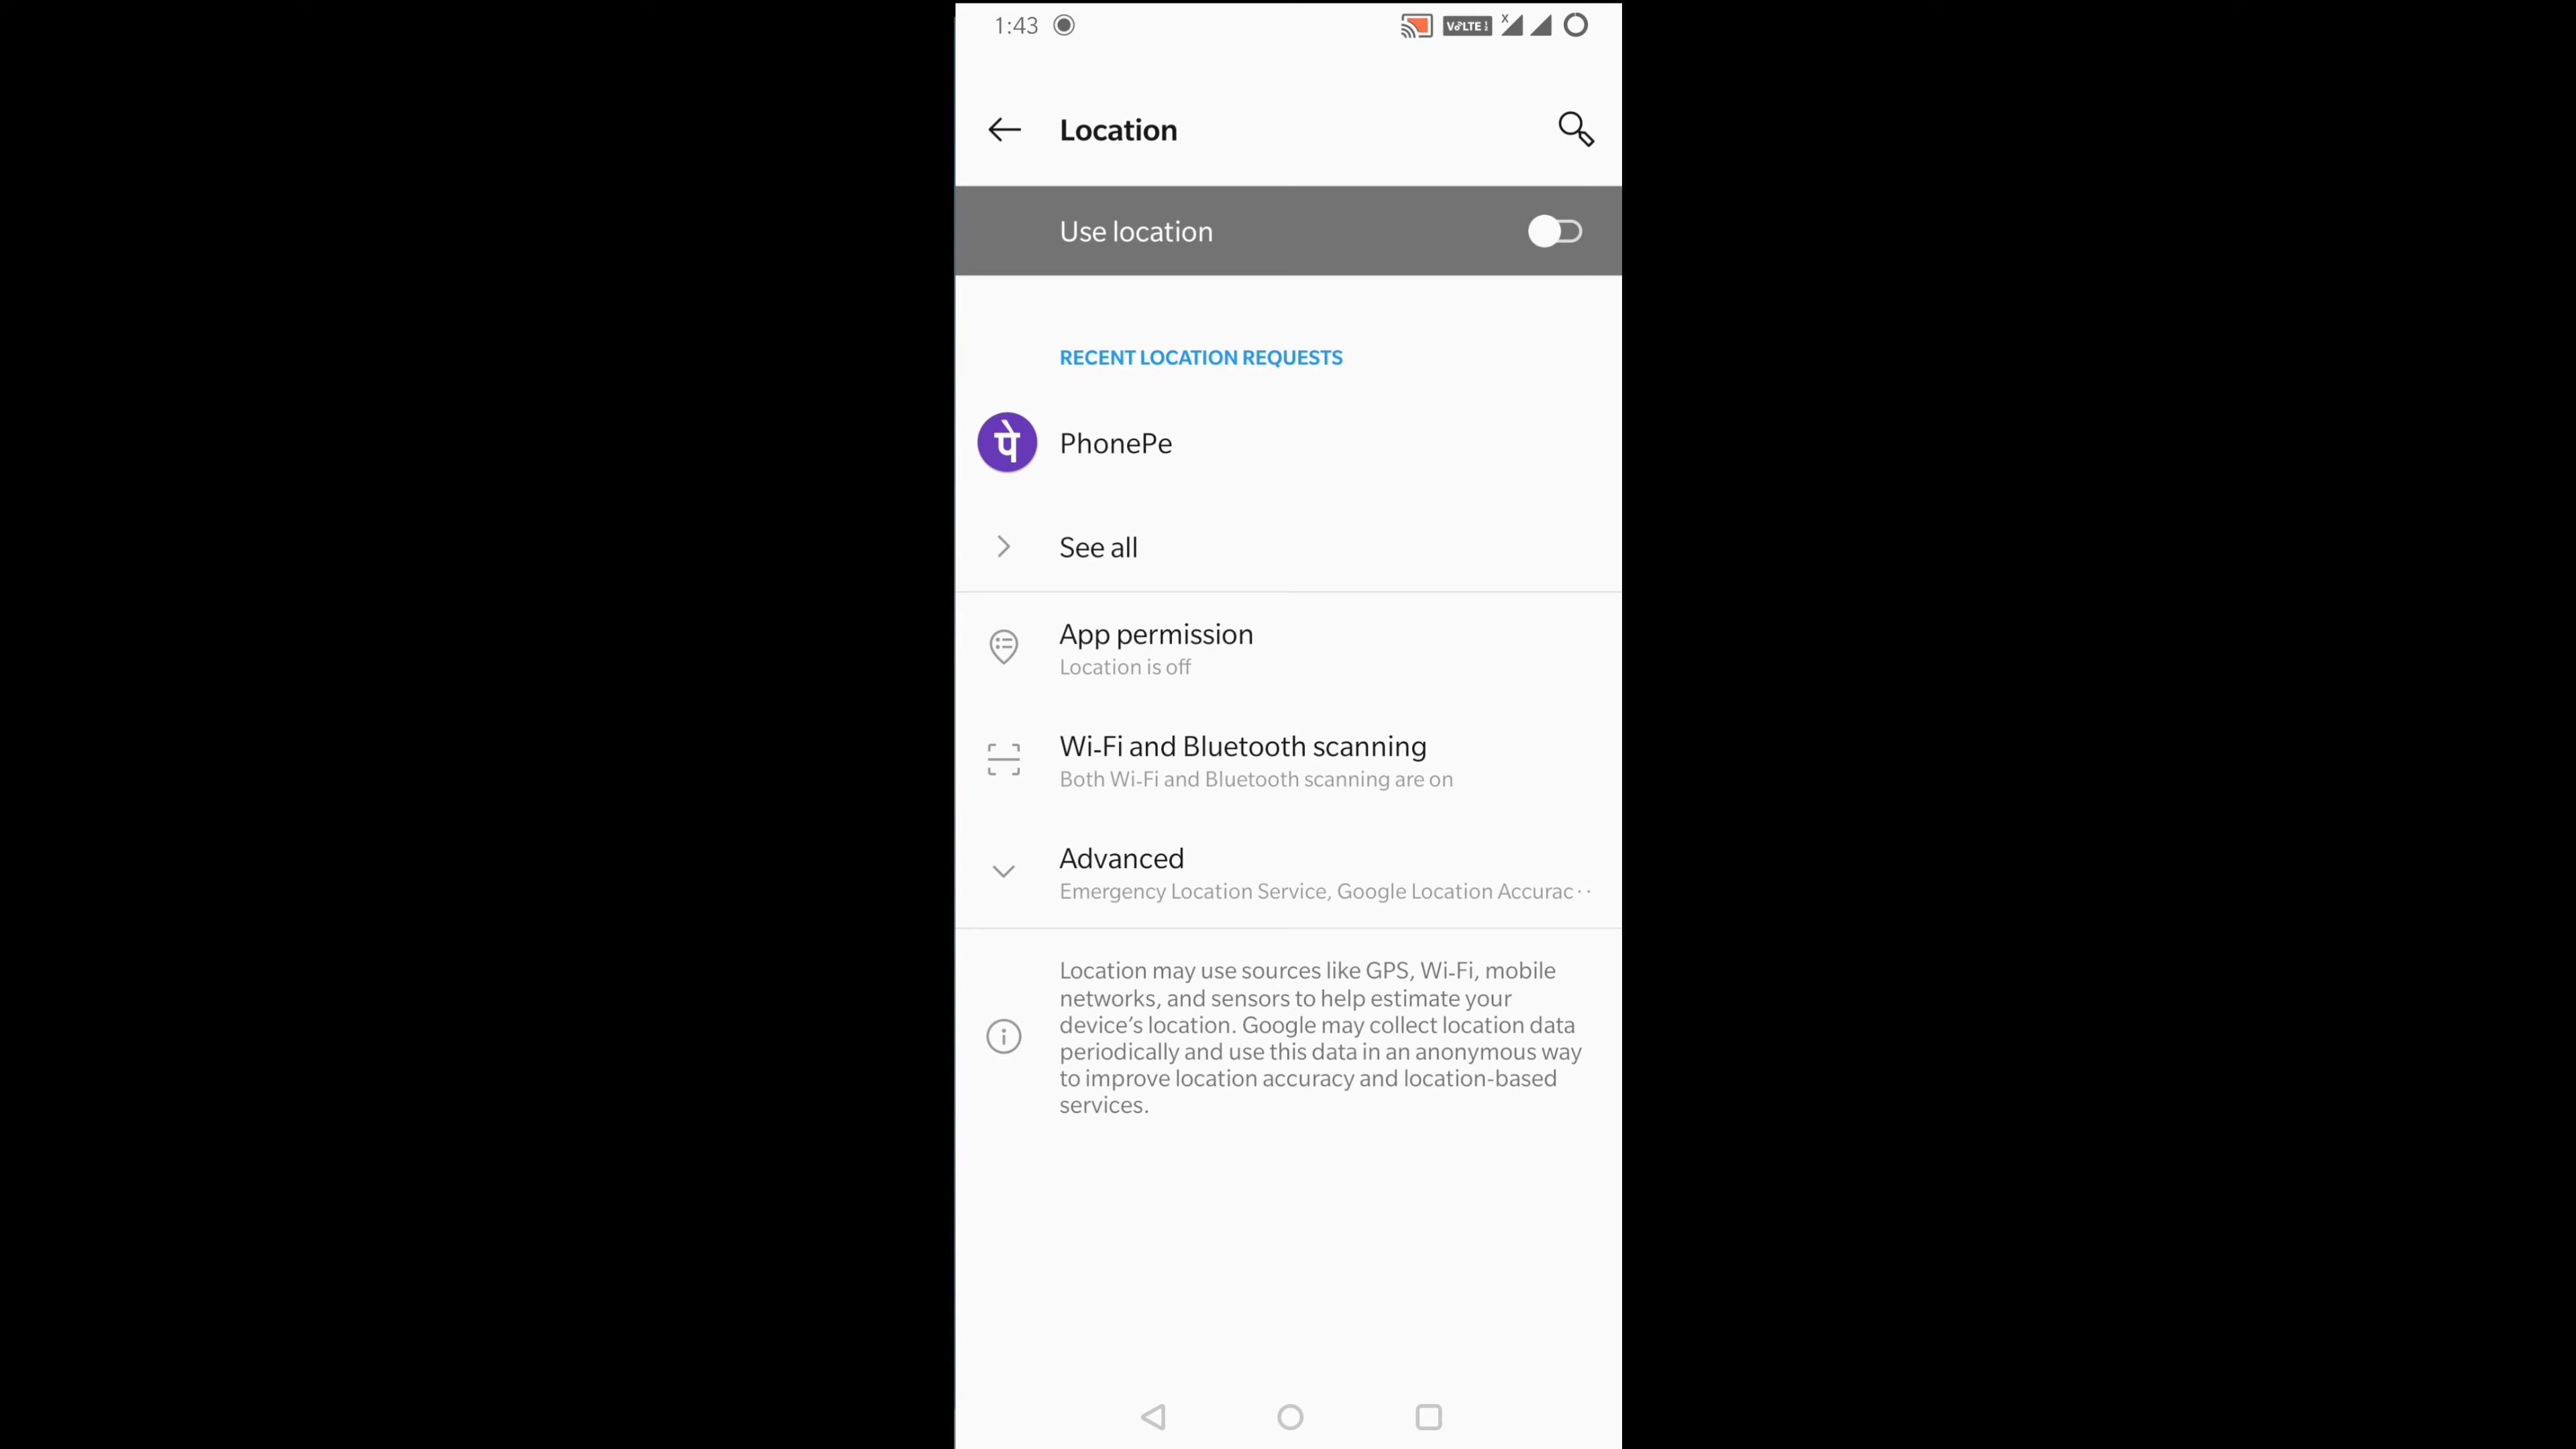 1:43
VoLTE
Location
Use location
RECENT LOCATION REQUESTS
पे PhonePe
See all
App permission
Location is off
Wi-Fi and Bluetooth scanning
Both Wi-Fi and Bluetooth scanning are on
Advanced
Emergency Location Service, Google Location Accurac··
Location may use sources like GPS, Wi-Fi, mobile
networks, and sensors to help estimate your
device's location. Google may collect location data
periodically and use this data in an anonymous way
to improve location accuracy and location-based
services.